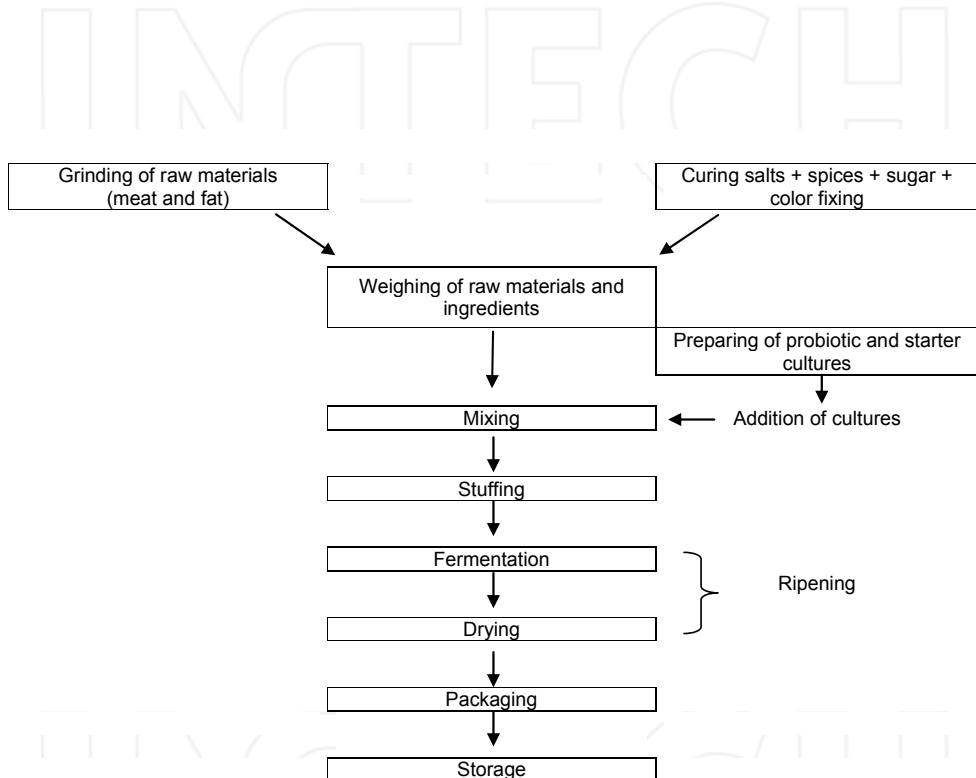 INTECH
Grinding of raw materials
(meat and fat)
Curing salts + spices + sugar +
color fixing
Weighing of raw materials and
ingredients
Preparing of probiotic and starter
cultures
Mixing
Addition of cultures
Stuffing
Fermentation
Ripening
Drying
Packaging
Storage